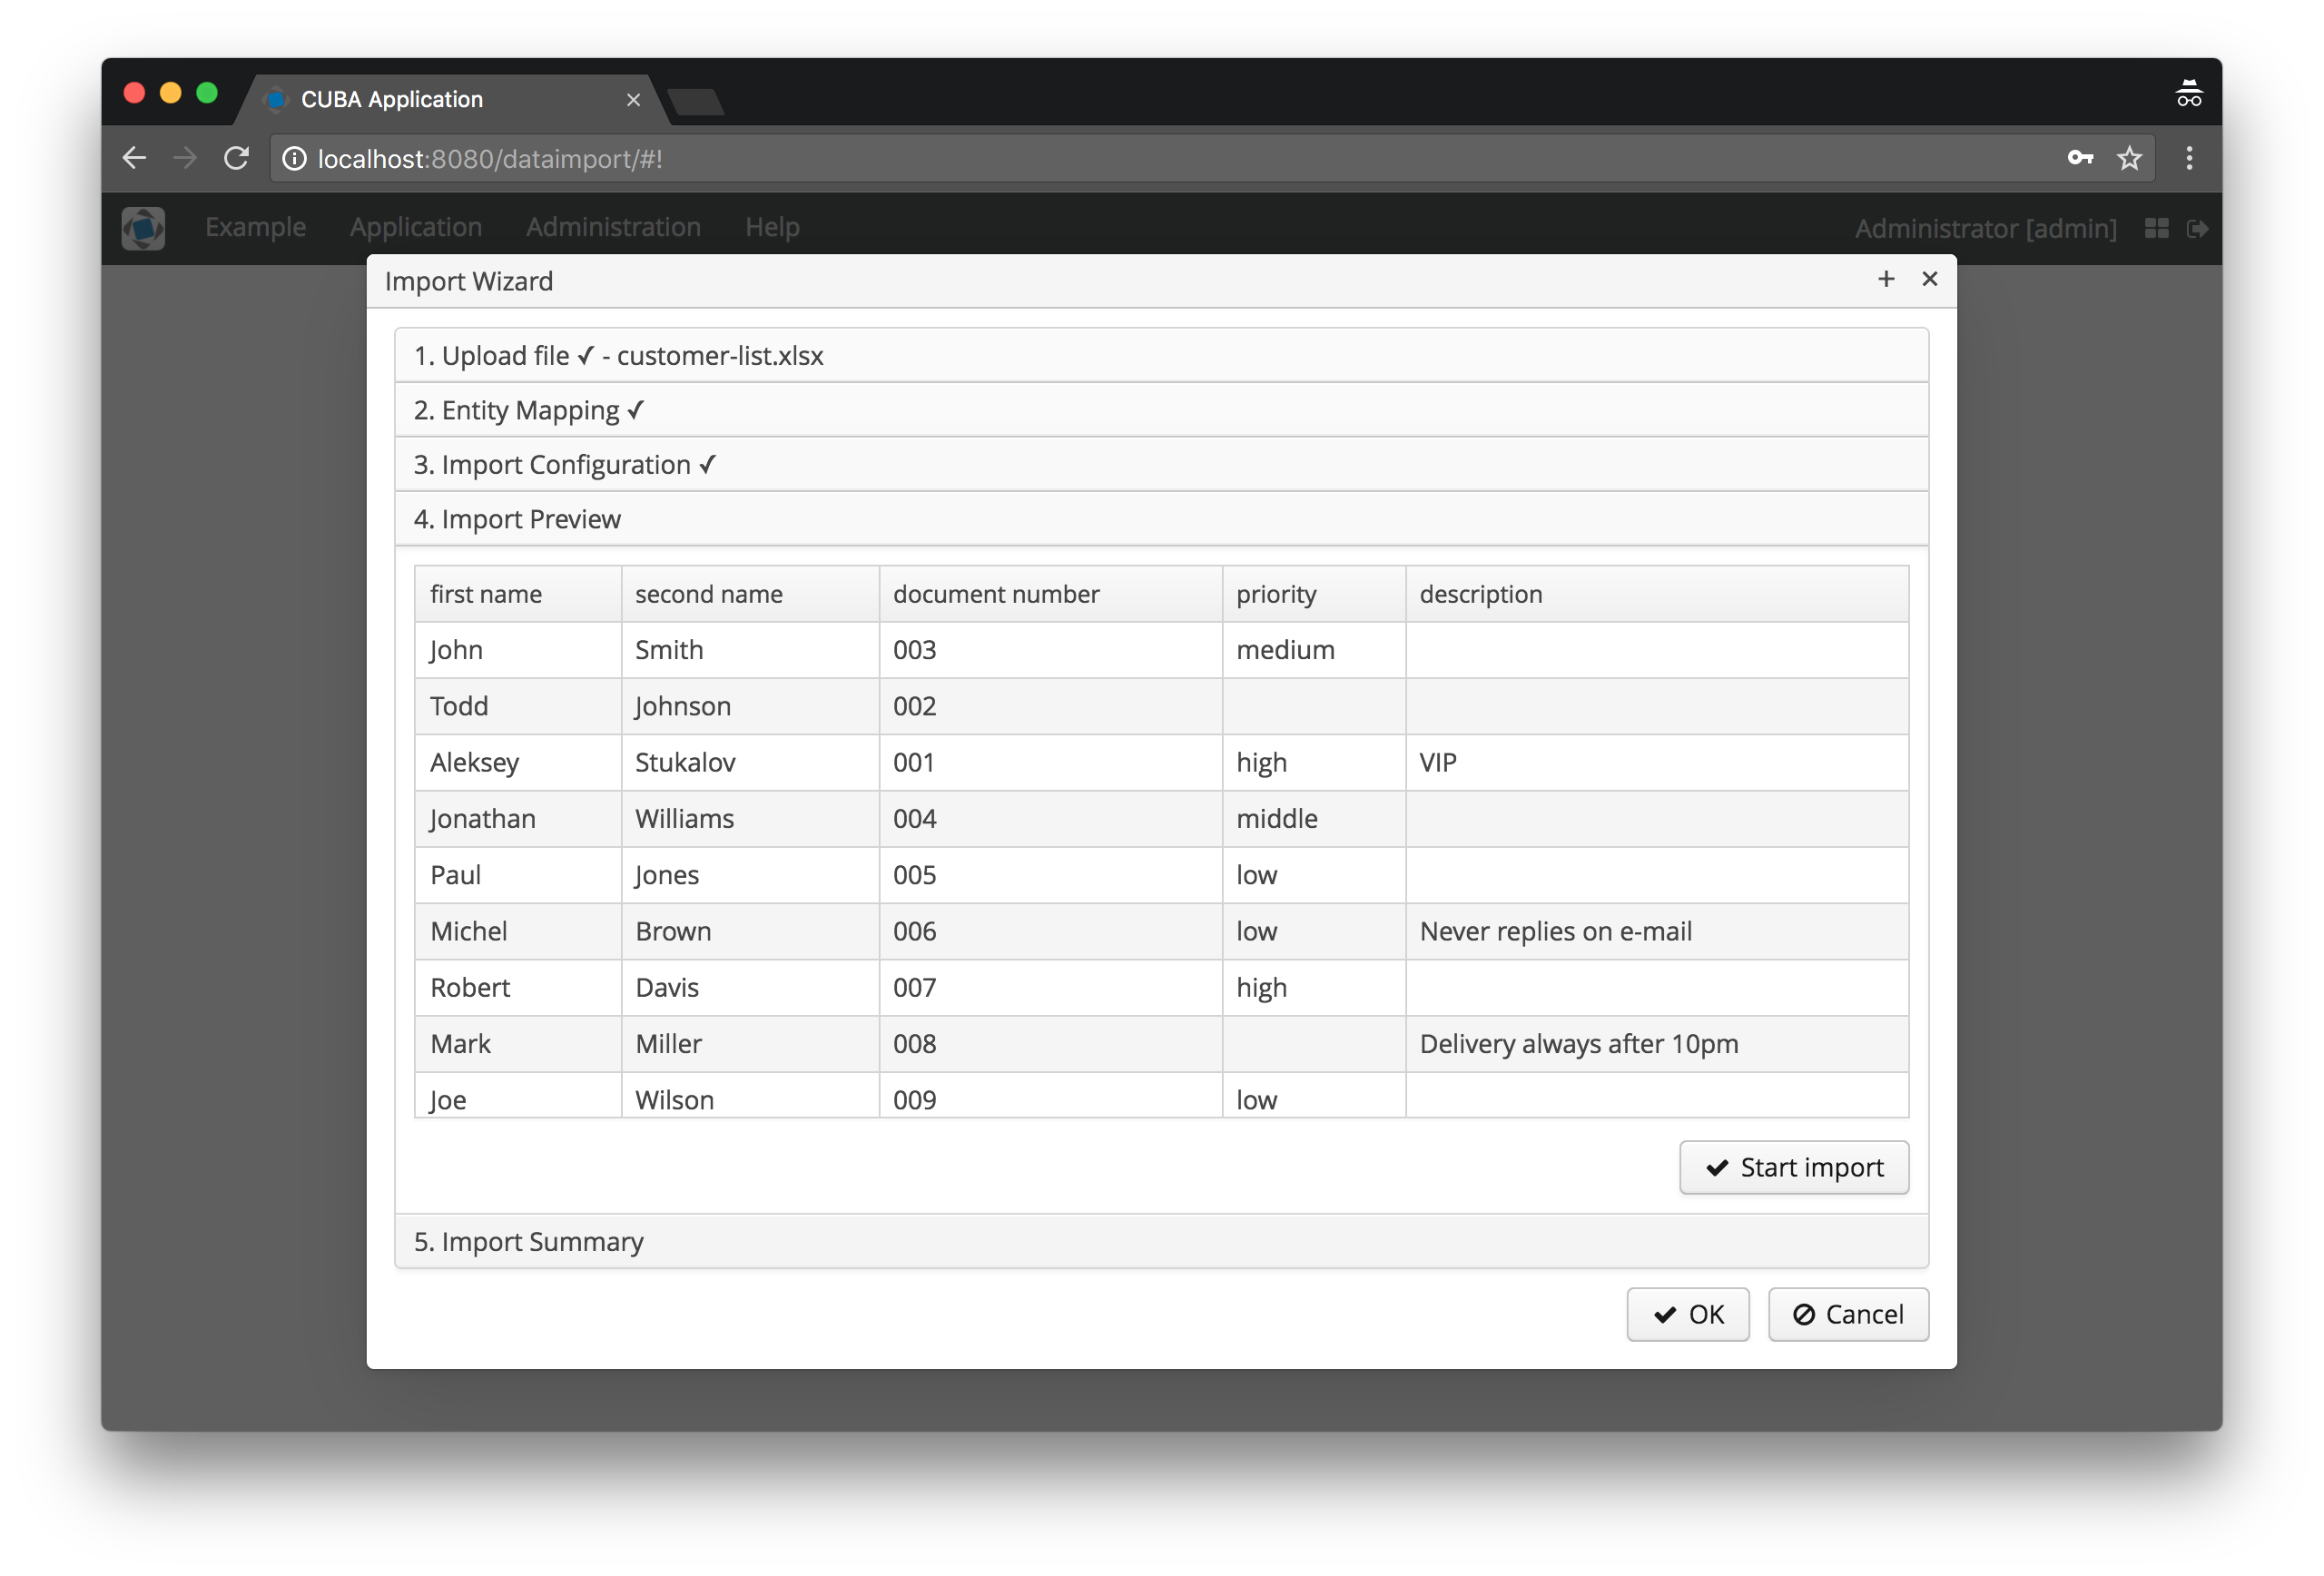 CUBA Application
localhost:8080/dataimport/#!
Example Application Administration Help Administrator [admin]
Import Wizard
1. Upload file ✓ - customer-list.xlsx
2. Entity Mapping ✓
3. Import Configuration ✓
4. Import Preview
first name second name document number priority description
John Smith 003 medium
Todd Johnson 002
Aleksey Stukalov 001 high VIP
Jonathan Williams 004 middle
Paul Jones 005 low
Michel Brown 006 low Never replies on e-mail
Robert Davis 007 high
Mark Miller 008 Delivery always after 10pm
Joe Wilson 009 low
Start import
5. Import Summary
OK Cancel